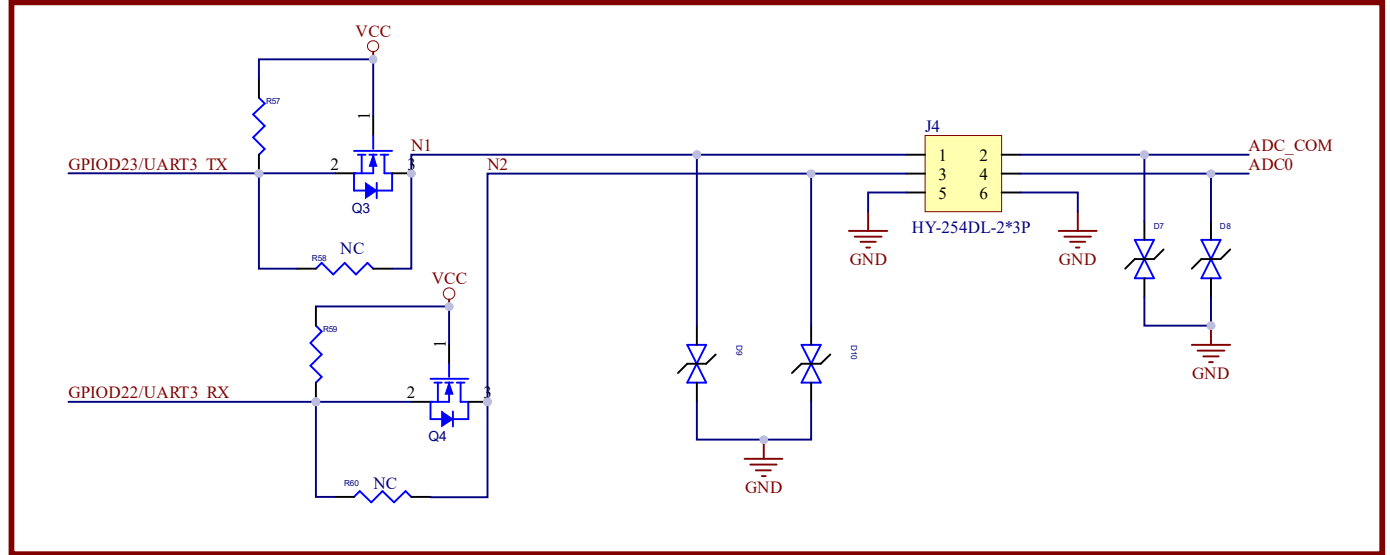 VCC
R57
1
GPIOD23/UART3_TX
2
3
Q3
N1
N2
R58
NC
VCC
R59
1
GPIOD22/UART3_RX
2
3
Q4
R60
NC
D9
D10
GND
J4
1
2
3
4
5
6
HY-254DL-2*3P
GND
GND
ADC_COM
ADC0
D7
D8
GND